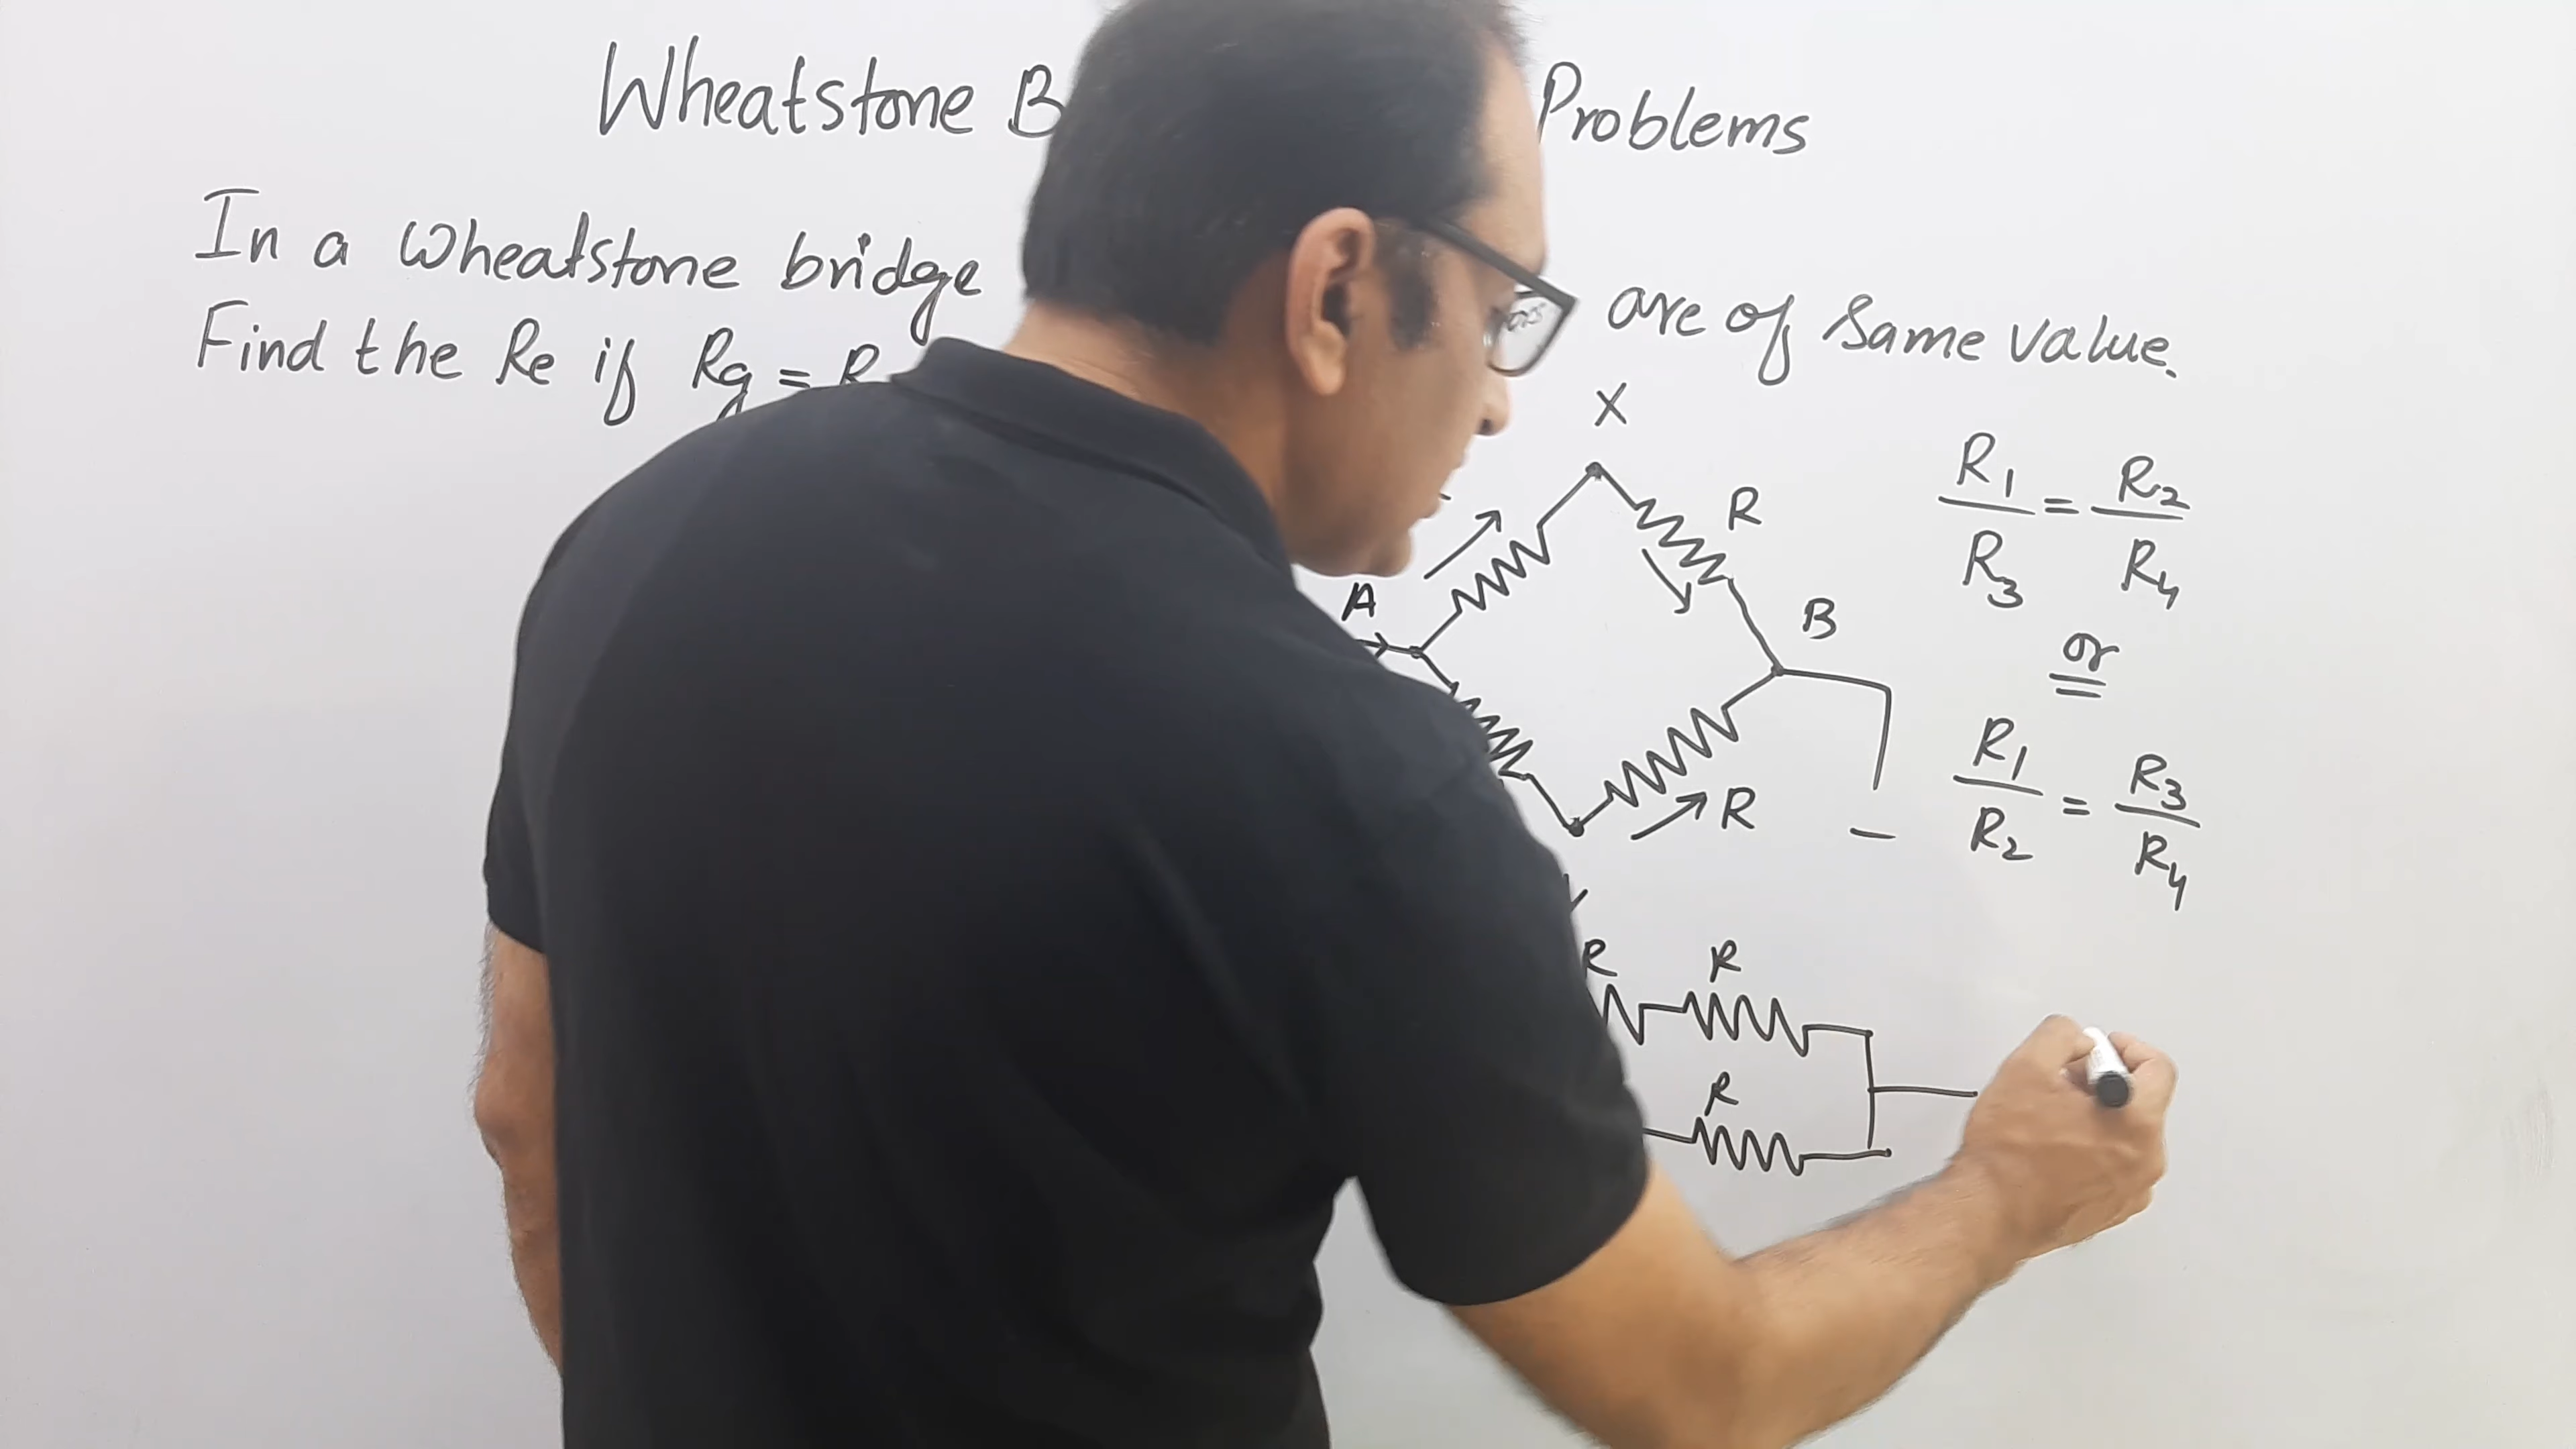 Wheatstone B Problems
In a Wheatstone bridge are of same value.
Find the Re if Rg = R
X
R
A
B
R
R1/R3 = R2/R4
or
R1/R2 = R3/R4
R R
R